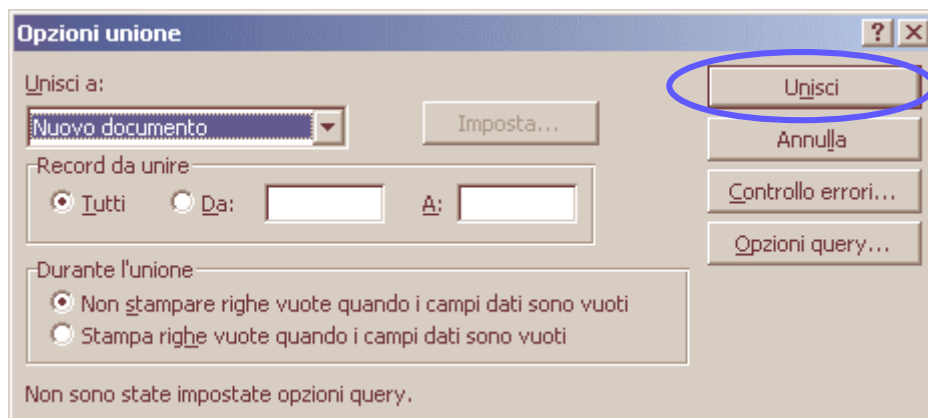 Opzioni unione
Unisci a:
Nuovo documento
Imposta...
Record da unire
Tutti
Da:
A:
Durante l'unione
Non stampare righe vuote quando i campi dati sono vuoti
Stampa righe vuote quando i campi dati sono vuoti
Non sono state impostate opzioni query.
Unisci
Annulla
Controllo errori...
Opzioni query...